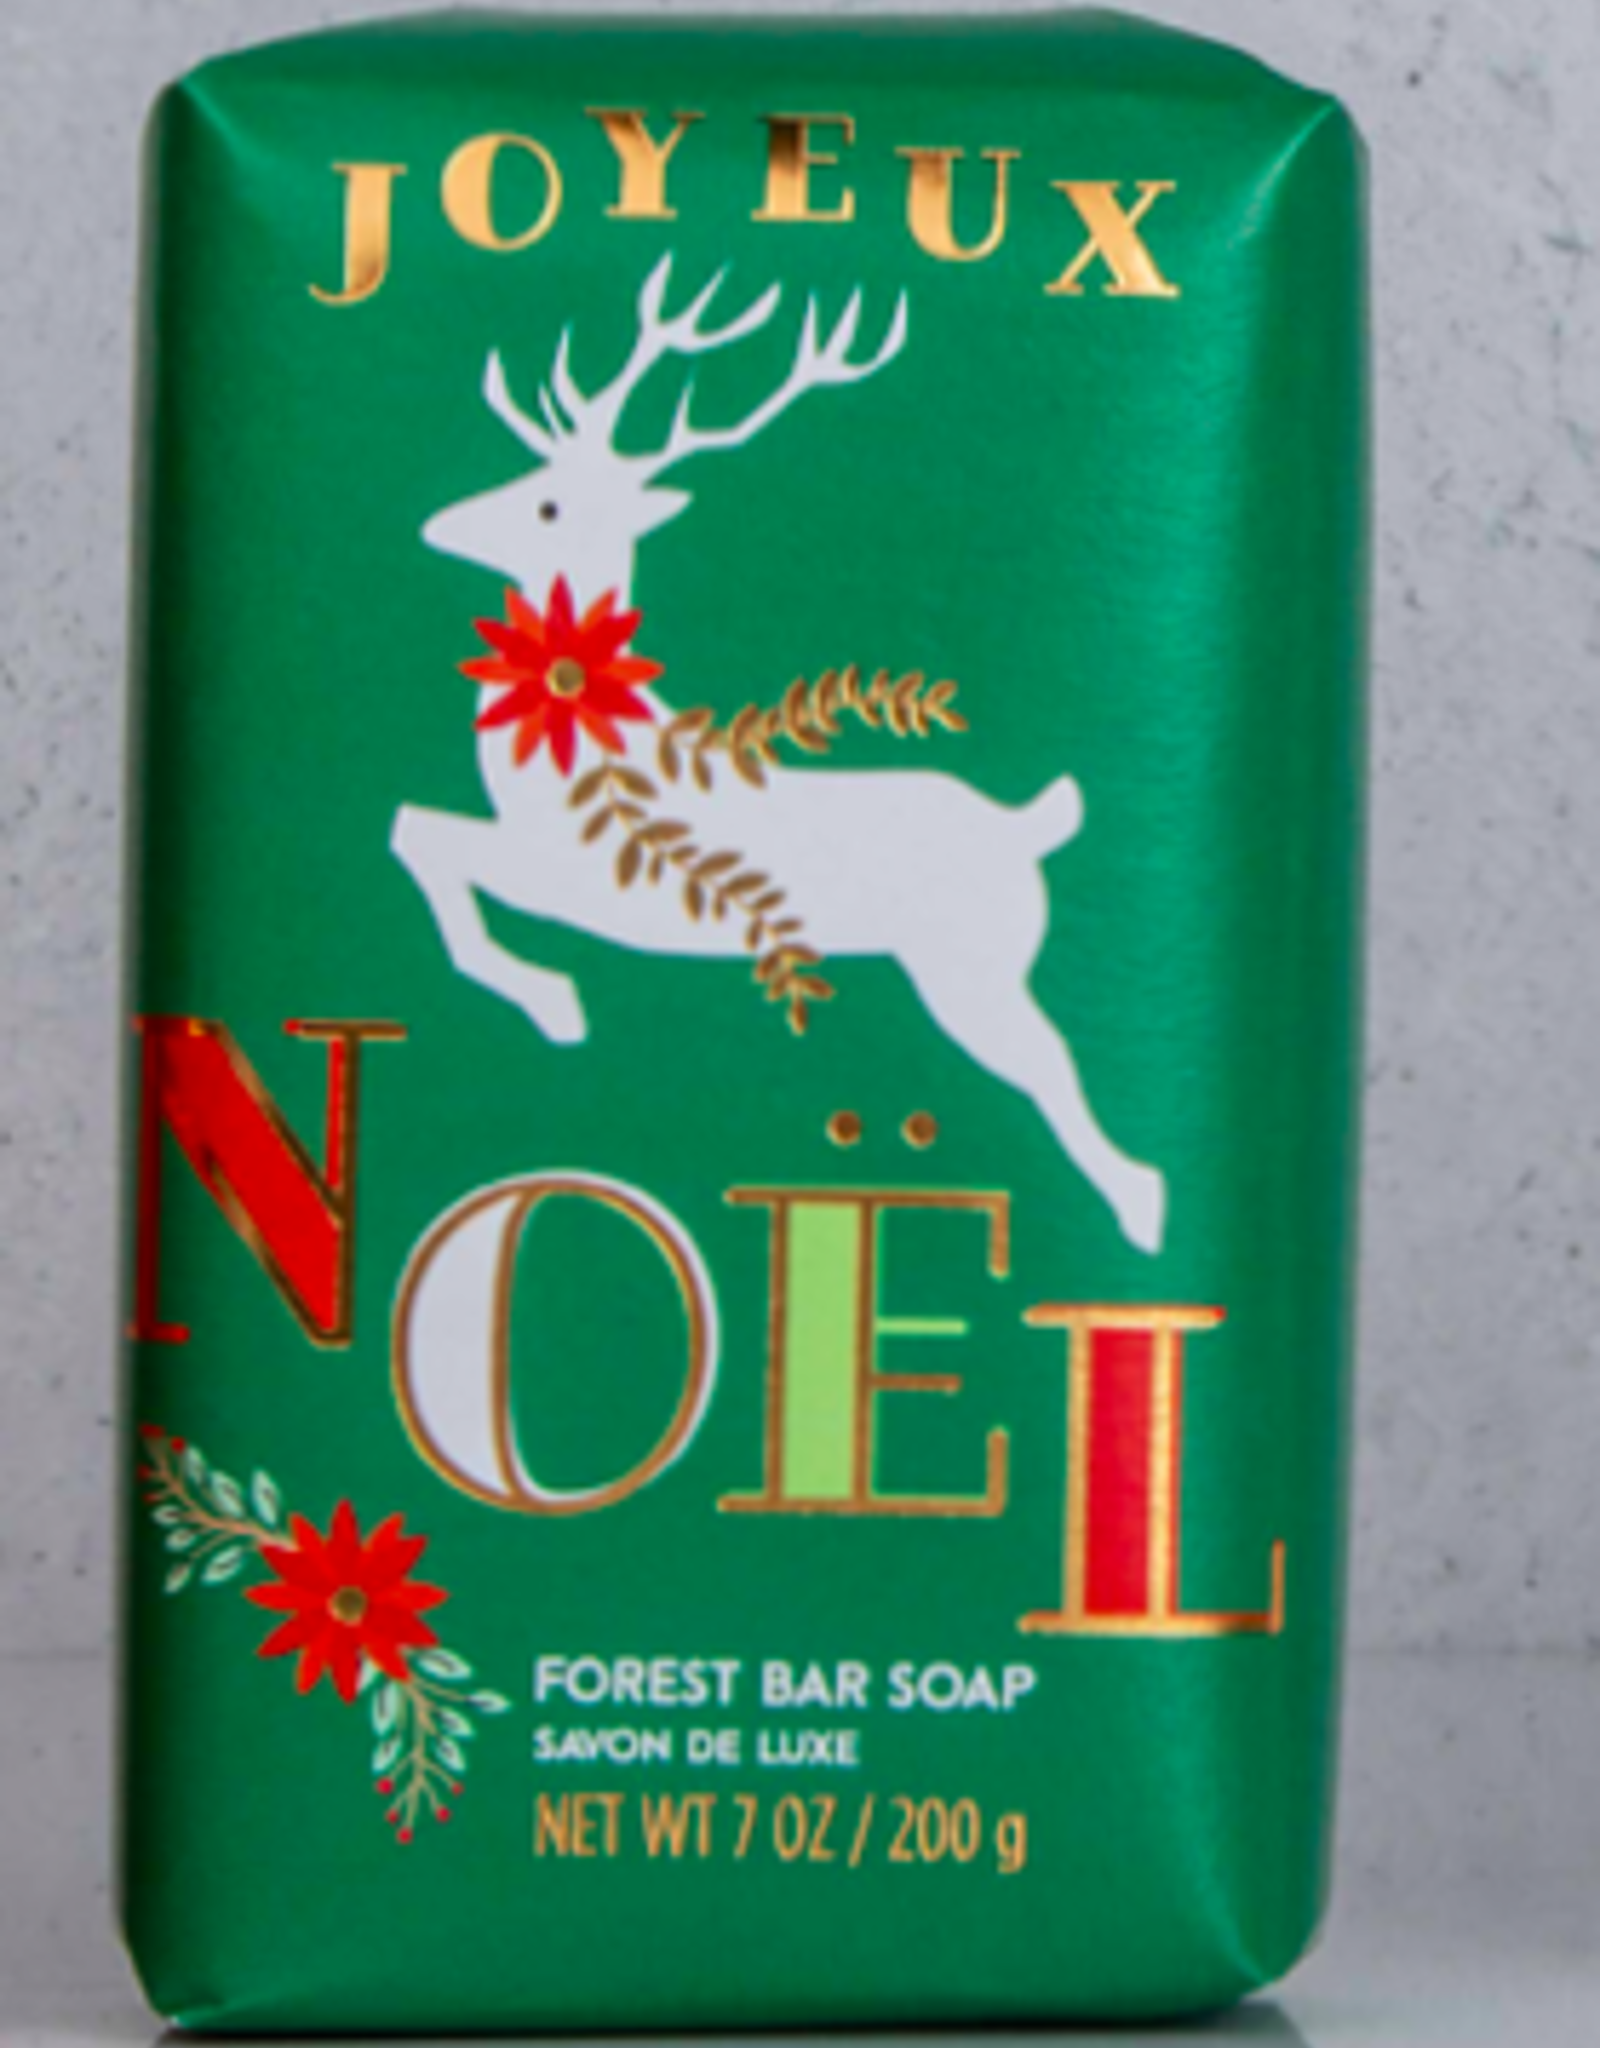 JOYEUX
NOËL
FOREST BAR SOAP
SAVON DE LUXE
NET WT 7 OZ / 200 g